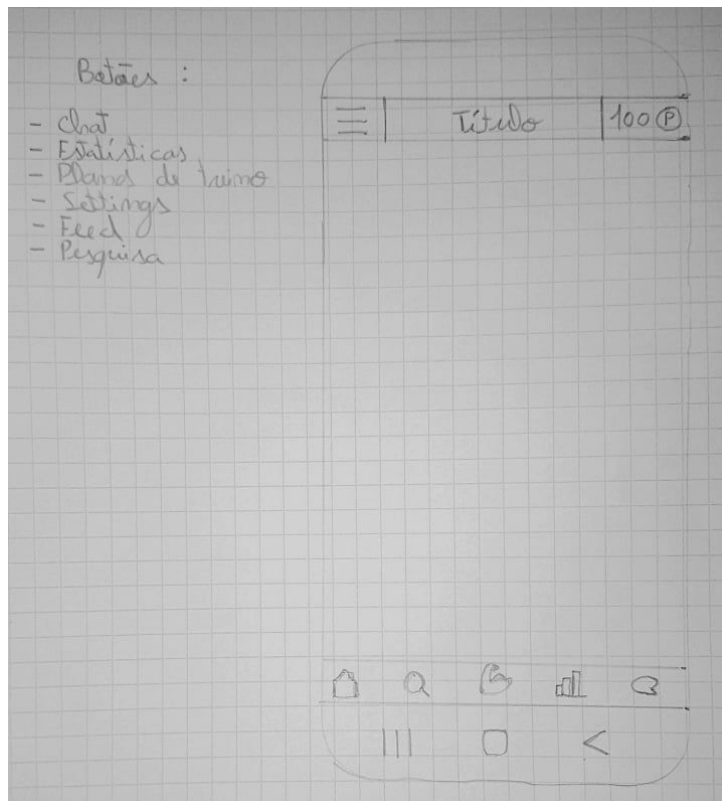 Botões :
- Chat
- Estatísticas
- Planos de treino
- Settings
- Feed
- Pesquisa
Título
100 P